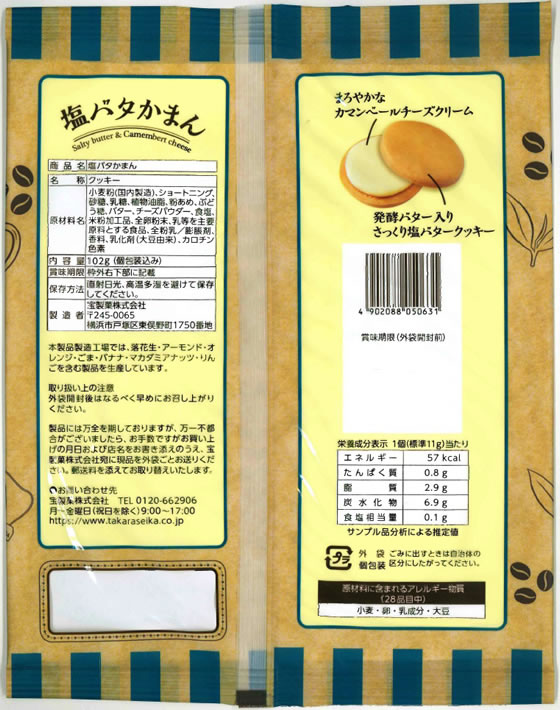 塩バタかまん
Salty butter & Camembert cheese
商品名 塩バタかまん
名称 クッキー
原材料名 小麦粉(国内製造)、ショートニング、
砂糖、乳糖、植物油脂、粉あめ、ぶど
う糖、バター、チーズパウダー、食塩、
米粉加工品、全卵粉末、乳等を主要
原料とする食品、全粉乳/膨脹剤、
香料、乳化剤(大豆由来)、カロチン
色素
内容量 102g(個包装込み)
賞味期限 枠外右下部に記載
保存方法 直射日光、高温多湿を避けて保存
してください。
製造者 宝製菓株式会社
〒245-0065
横浜市戸塚区東俣野町1750番地
本製品製造工場では、落花生・アーモンド・オ
レンジ・ごま・バナナ・マカダミアナッツ・りん
ごを含む製品を生産しています。
取り扱い上の注意
外袋開封後はなるべく早めにお召し上がり
ください。
製品には万全を期しておりますが、万一不都
合がございましたら、お手数ですがお買い上
げの月日および店名をお書き添えのうえ、宝
製菓株式会社宛に現品を外袋ごとお送りくだ
さい。郵送料を添えてお取り替えいたします。
お問い合わせ先
宝製菓株式会社 TEL 0120-662906
月~金曜日(祝日を除く)9:00~17:00
https://www.takaraseika.co.jp
まろやかな
カマンベールチーズクリーム
発酵バター入り
さっくり塩バタークッキー
4 902088 050631
賞味期限(外袋開封前)
栄養成分表示 1個(標準11g)当たり
エネルギー 57kcal
たんぱく質 0.8g
脂質 2.9g
炭水化物 6.9g
食塩相当量 0.1g
サンプル品分析による推定値
プラ
外袋 ごみに出すときは自治体の
個包装 区分にしたがってください。
原材料に含まれるアレルギー物質
(28品目中)
小麦・卵・乳成分・大豆